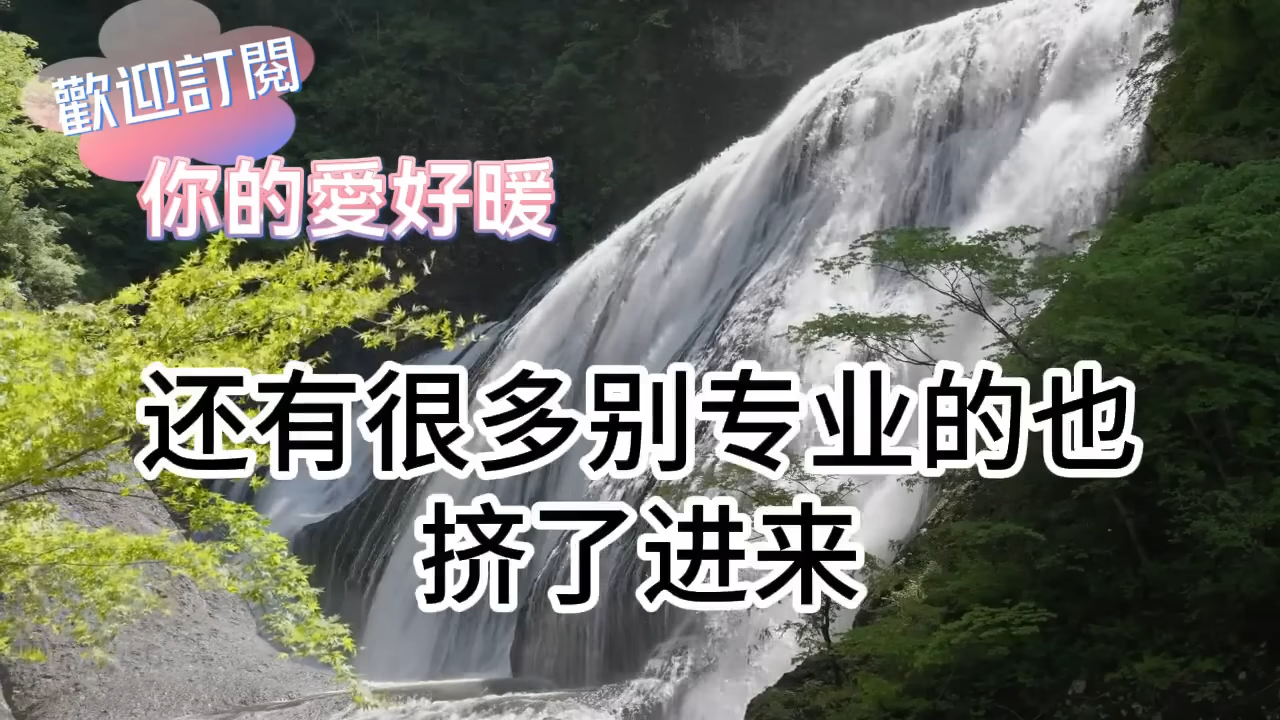 歡迎訂閱
你的愛好暖
还有很多别专业的也
挤了进来